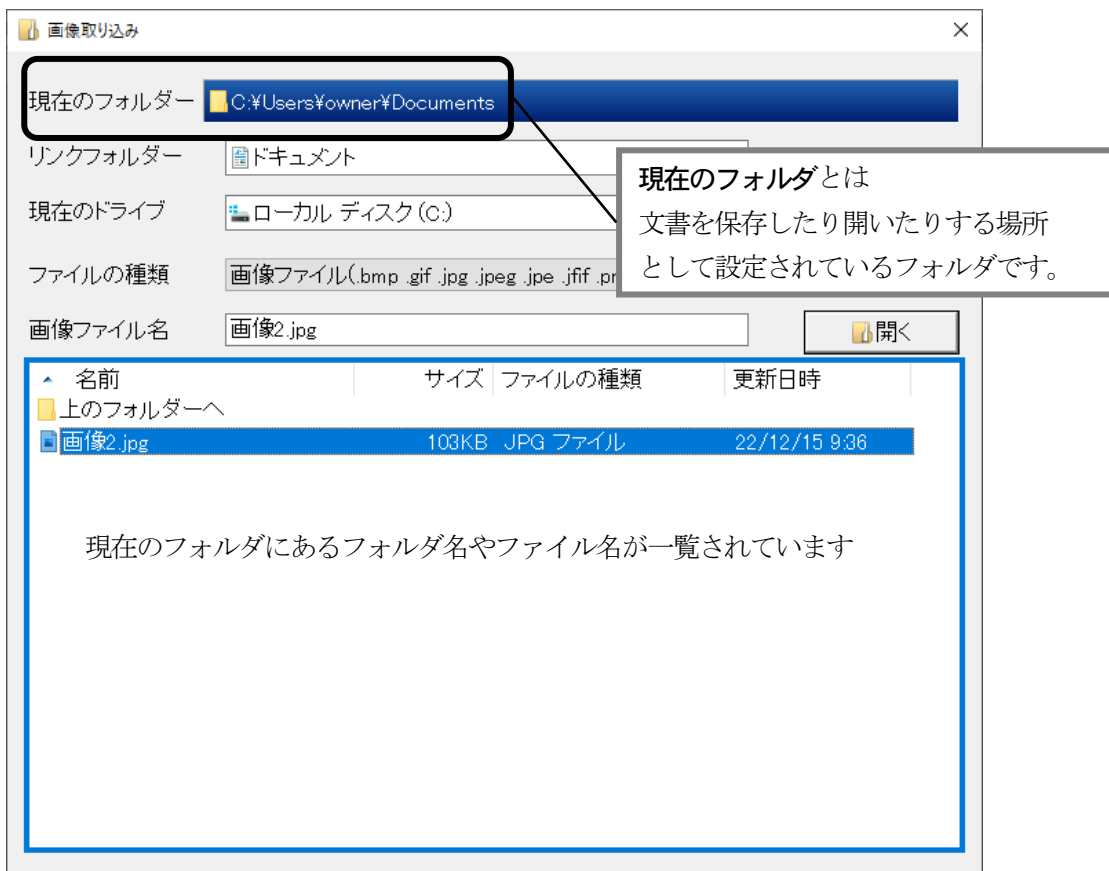 画像取り込み
現在のフォルダー C:¥Users¥owner¥Documents
リンクフォルダー ドキュメント
現在のフォルダとは
文書を保存したり開いたりする場所
として設定されているフォルダです。
現在のドライブ ローカル ディスク (C:)
ファイルの種類 画像ファイル(.bmp .gif .jpg .jpeg .jpe .jfif
画像ファイル名 画像2.jpg 開く
名前 サイズ ファイルの種類 更新日時
上のフォルダーへ
画像2.jpg 103KB JPG ファイル 22/12/15 9:36
現在のフォルダにあるフォルダ名やファイル名が一覧されています